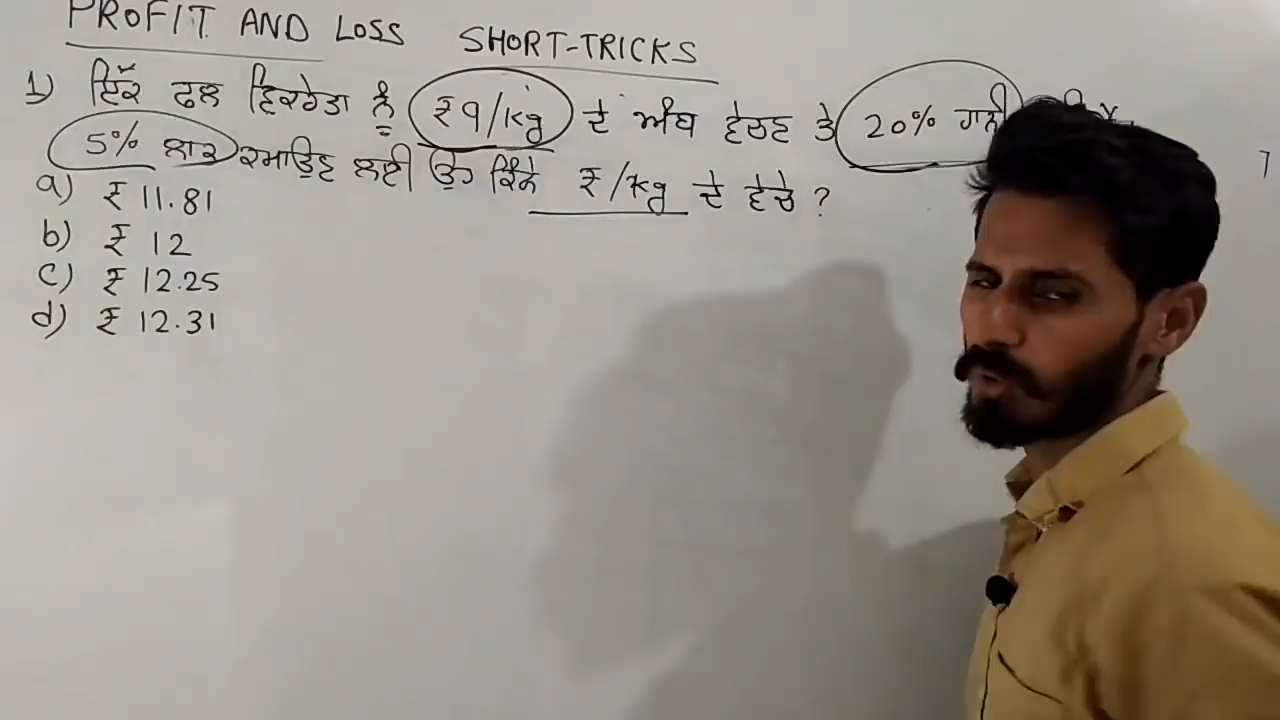 PROFIT AND LOSS SHORT-TRICKS
1) ਇੱਕ ਫਲ ਵਿਕਰੇਤਾ ਨੂੰ ₹9/kg ਦੇ ਅੰਬ ਵੇਚਣ ਤੇ 20% ਹਾਨੀ
5% ਲਾਭ ਕਮਾਉਣ ਲਈ ਉਹ ਕਿੰਨੇ ₹/kg ਦੇ ਵੇਚੇ ?
a) ₹ 11.81
b) ₹ 12
c) ₹ 12.25
d) ₹ 12.31